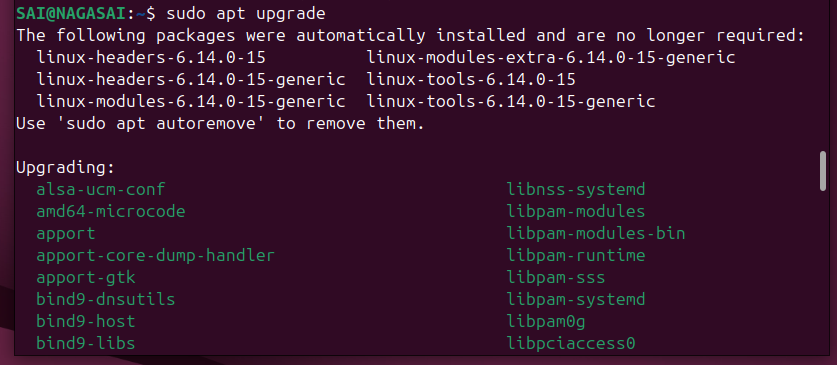 SAI@NAGASAI:~$ sudo apt upgrade
The following packages were automatically installed and are no longer required:
linux-headers-6.14.0-15 linux-modules-extra-6.14.0-15-generic
linux-headers-6.14.0-15-generic linux-tools-6.14.0-15
linux-modules-6.14.0-15-generic linux-tools-6.14.0-15-generic
Use 'sudo apt autoremove' to remove them.
Upgrading:
alsa-ucm-conf libnss-systemd
amd64-microcode libpam-modules
apport libpam-modules-bin
apport-core-dump-handler libpam-runtime
apport-gtk libpam-sss
bind9-dnsutils libpam-systemd
bind9-host libpam0g
bind9-libs libpciaccess0